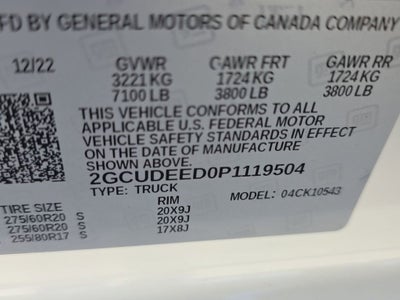 FD BY GENERAL MOTORS OF CANADA COMPANY
12/22 GVWR GAWR FRT GAWR RR
3221 KG 1724 KG 1724 KG
7100 LB 3800 LB 3800 LB
THIS VEHICLE CONFORMS TO ALL
APPLICABLE U.S. FEDERAL MOTOR
VEHICLE SAFETY STANDARDS IN EFFECT
ON THE DATE OF MANUFACTURE SHOWN ABOVE.
2GCUDEED0P1119504
TYPE: TRUCK MODEL: 04CK10543
TIRE SIZE RIM
275/60R20 S 20X9J
275/60R20 S 20X9J
255/80R17 S 17X8J